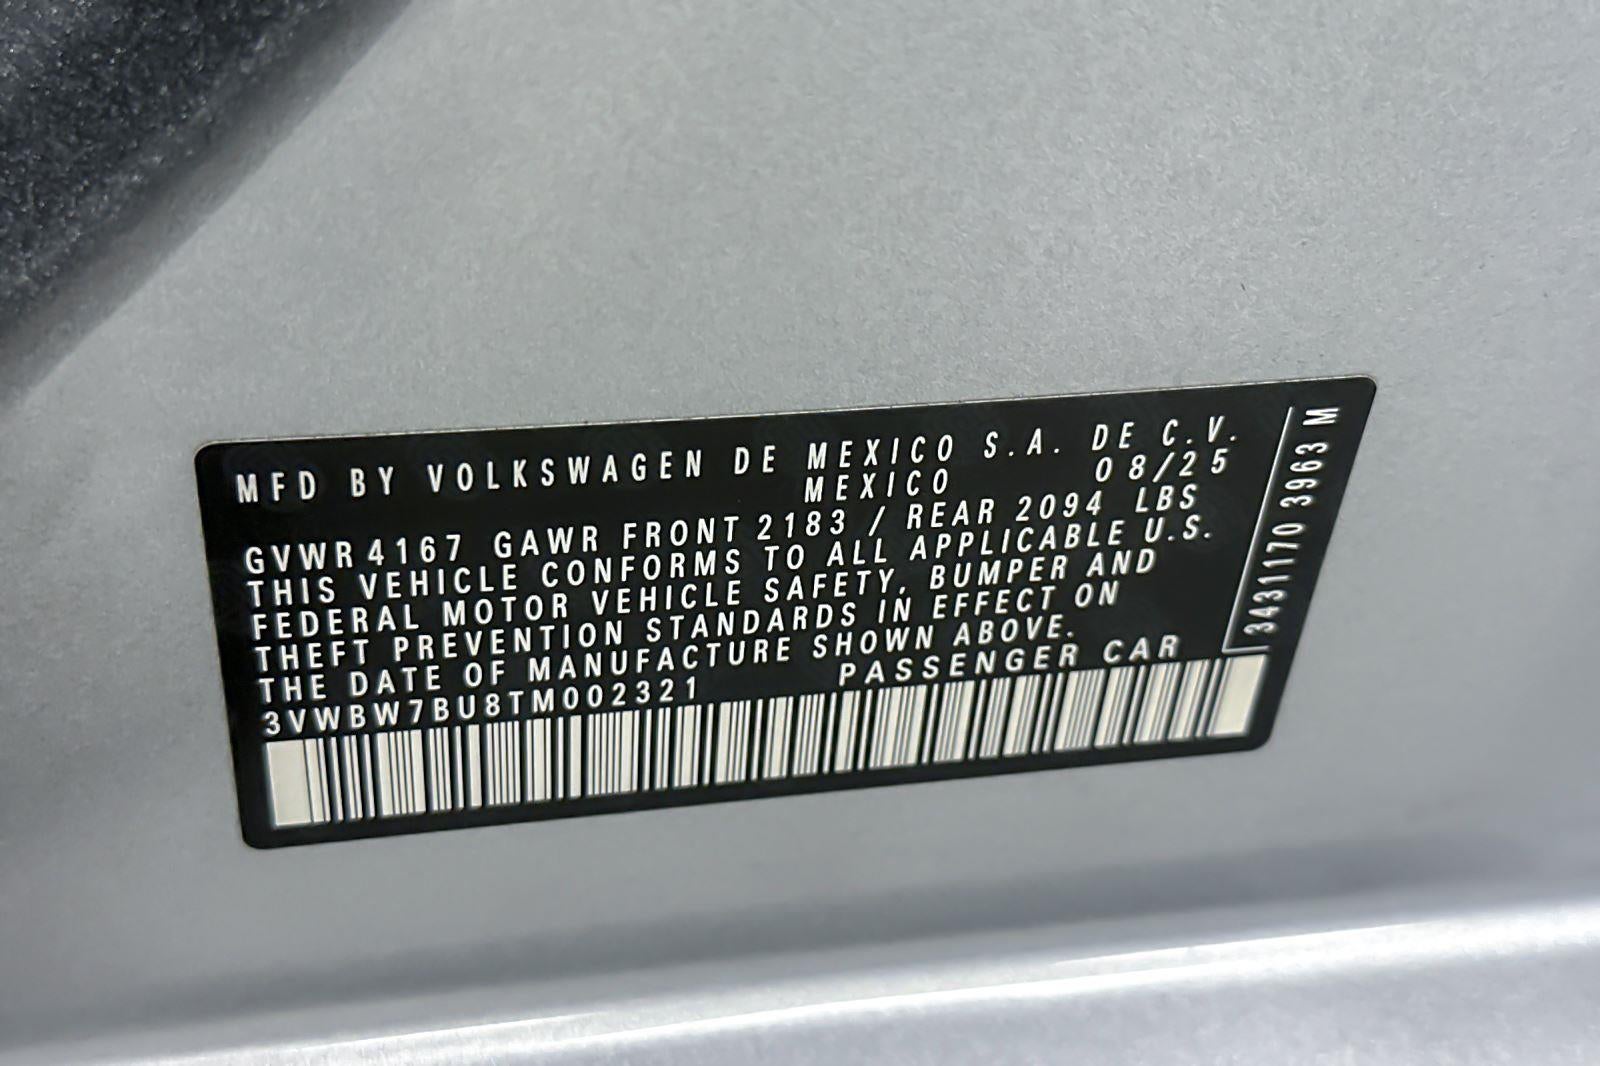 MFD BY VOLKSWAGEN DE MEXICO S.A. DE C.V.
MEXICO 08/25
GVWR 4167 GAWR FRONT 2183 / REAR 2094 LBS
THIS VEHICLE CONFORMS TO ALL APPLICABLE U.S.
FEDERAL MOTOR VEHICLE SAFETY, BUMPER AND
THEFT PREVENTION STANDARDS IN EFFECT ON
THE DATE OF MANUFACTURE SHOWN ABOVE.
3VWBW7BU8TM002321 PASSENGER CAR
3431170 3963 M